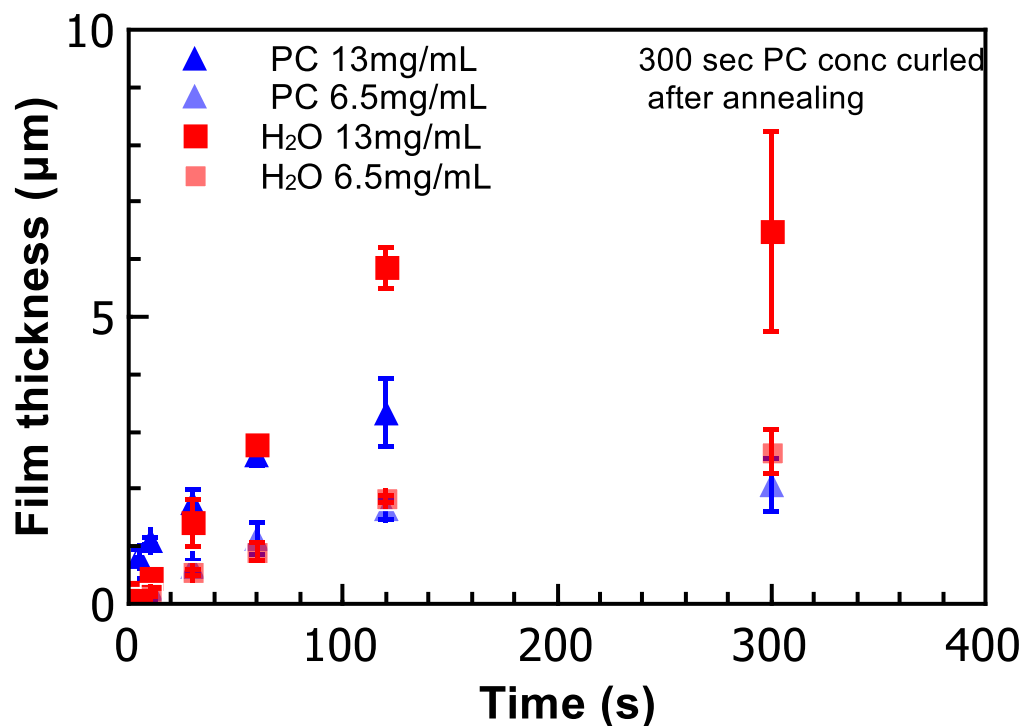 10
PC 13mg/mL
300 sec PC conc curled
PC 6.5mg/mL
after annealing
H₂O 13mg/mL
H₂O 6.5mg/mL
Film thickness (μm)
5
0
0 100 200 300 400
Time (s)